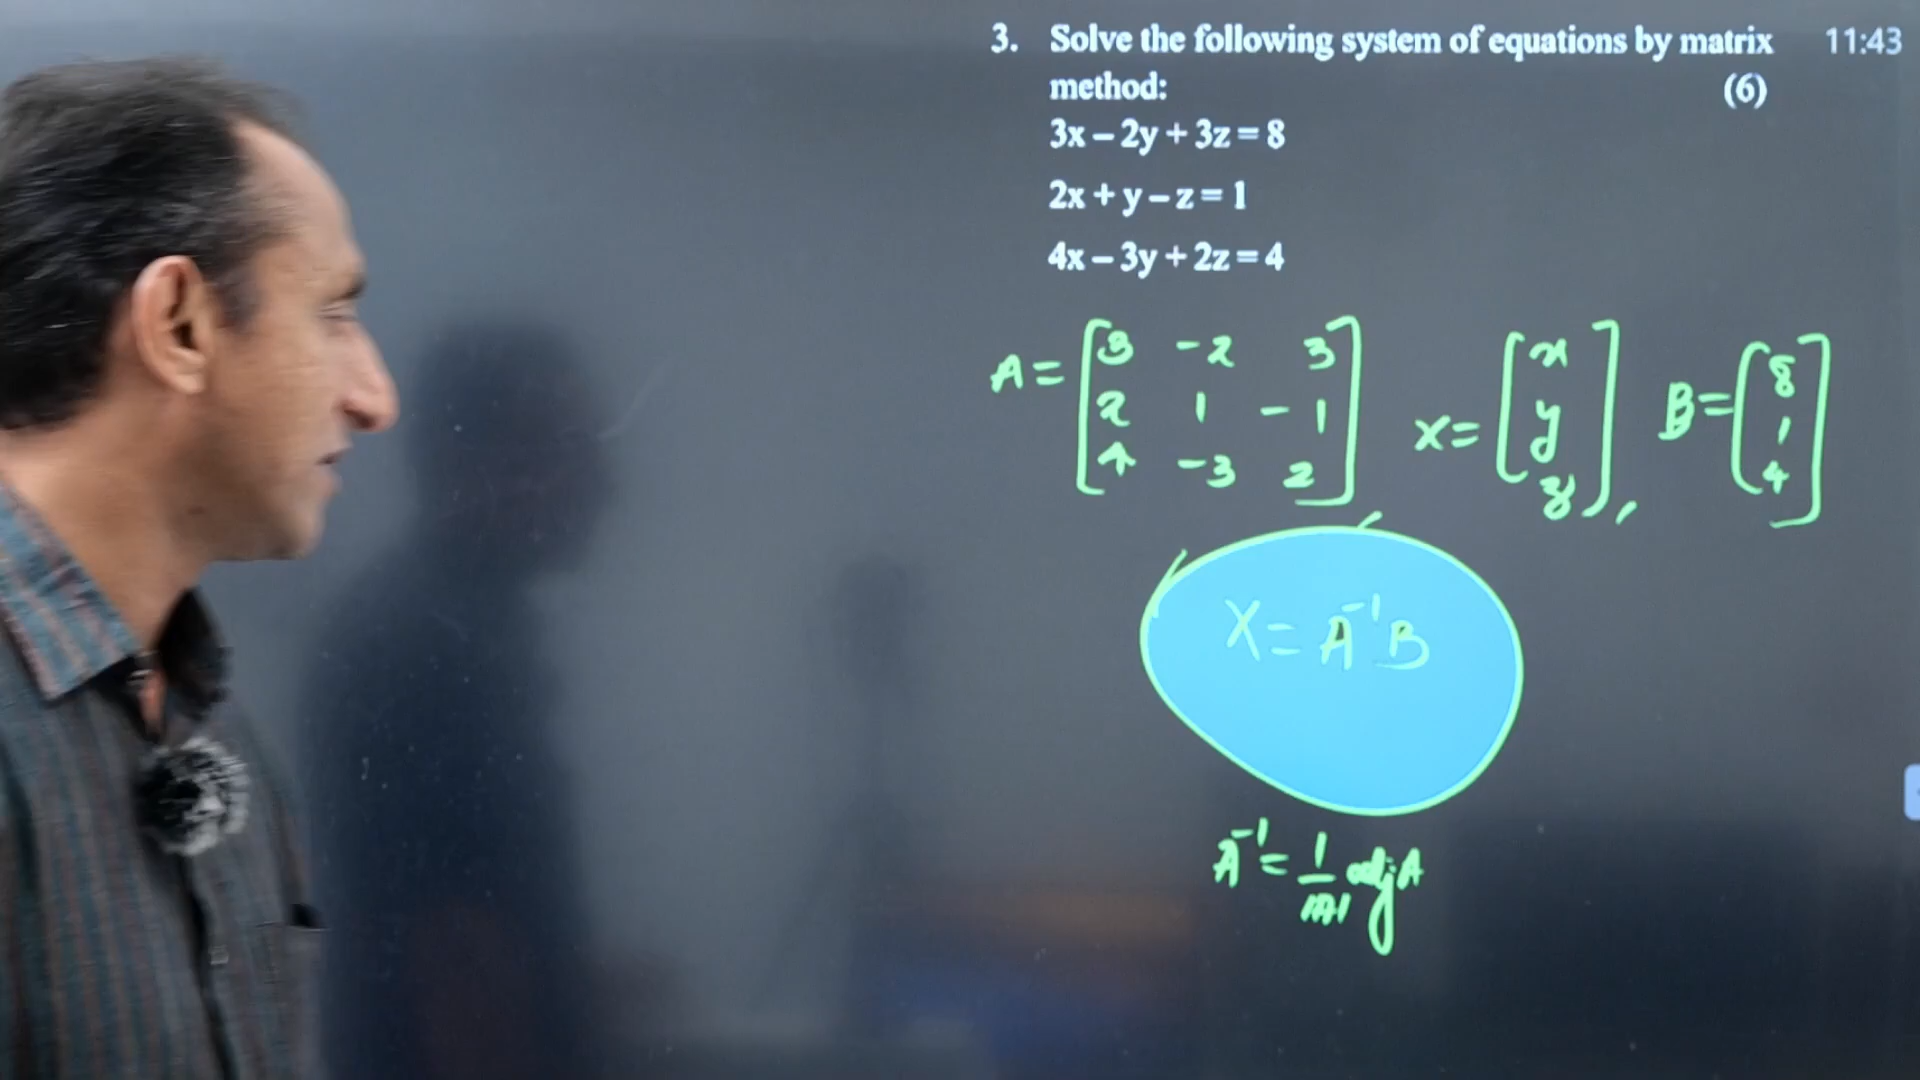 3. Solve the following system of equations by matrix 11:43
method: (6)
3x – 2y + 3z = 8
2x + y – z = 1
4x – 3y + 2z = 4
A = [3 -2 3
2 1 -1
4 -3 2]
X = [x
y
z],
B = [8
1
4]
X = A⁻¹B
A⁻¹ = 1/|A| adj A